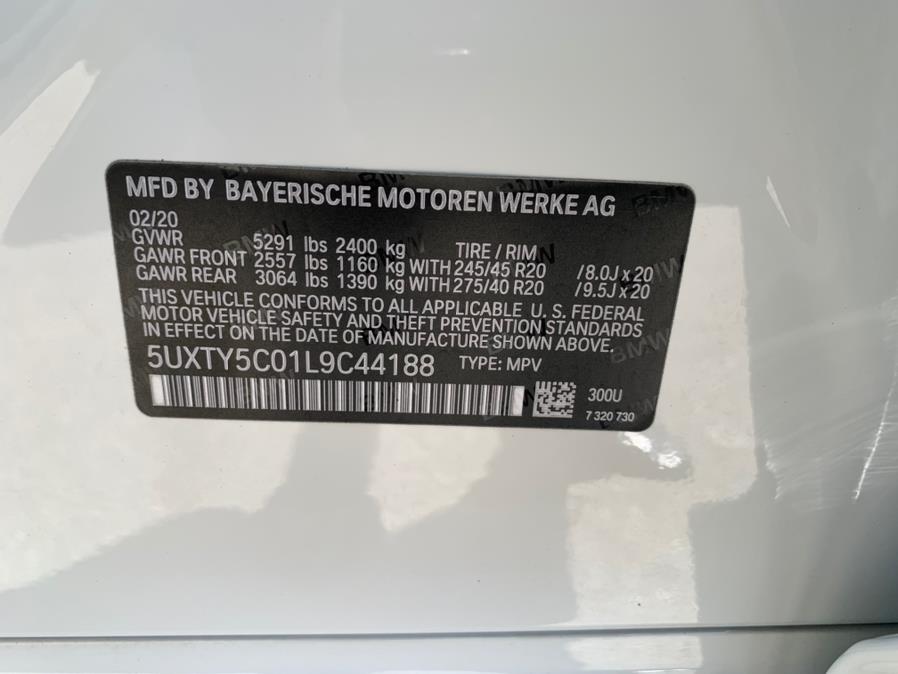 MFD BY BAYERISCHE MOTOREN WERKE AG
02/20
GVWR 5291 lbs 2400 kg TIRE / RIM
GAWR FRONT 2557 lbs 1160 kg WITH 245/45 R20 /8.0J x 20
GAWR REAR 3064 lbs 1390 kg WITH 275/40 R20 /9.5J x 20
THIS VEHICLE CONFORMS TO ALL APPLICABLE U. S. FEDERAL
MOTOR VEHICLE SAFETY AND THEFT PREVENTION STANDARDS
IN EFFECT ON THE DATE OF MANUFACTURE SHOWN ABOVE.
5UXTY5C01L9C44188 TYPE: MPV
300U
7 320 730